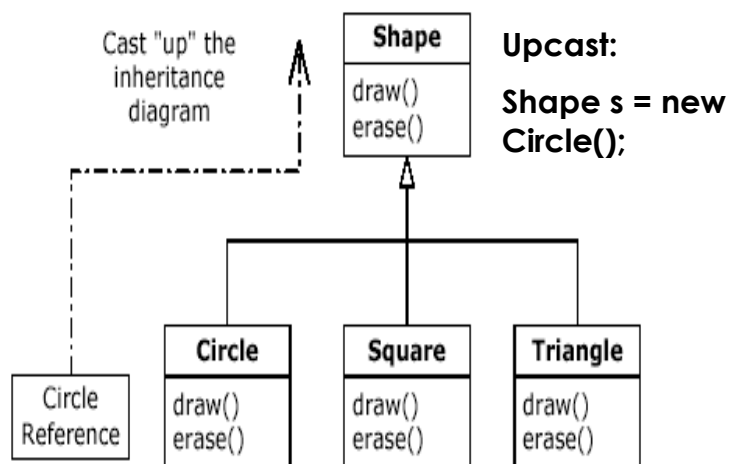 Cast "up" the
inheritance
diagram
Shape
draw()
erase()
Upcast:
Shape s = new
Circle();
Circle
Reference
Circle
draw()
erase()
Square
draw()
erase()
Triangle
draw()
erase()